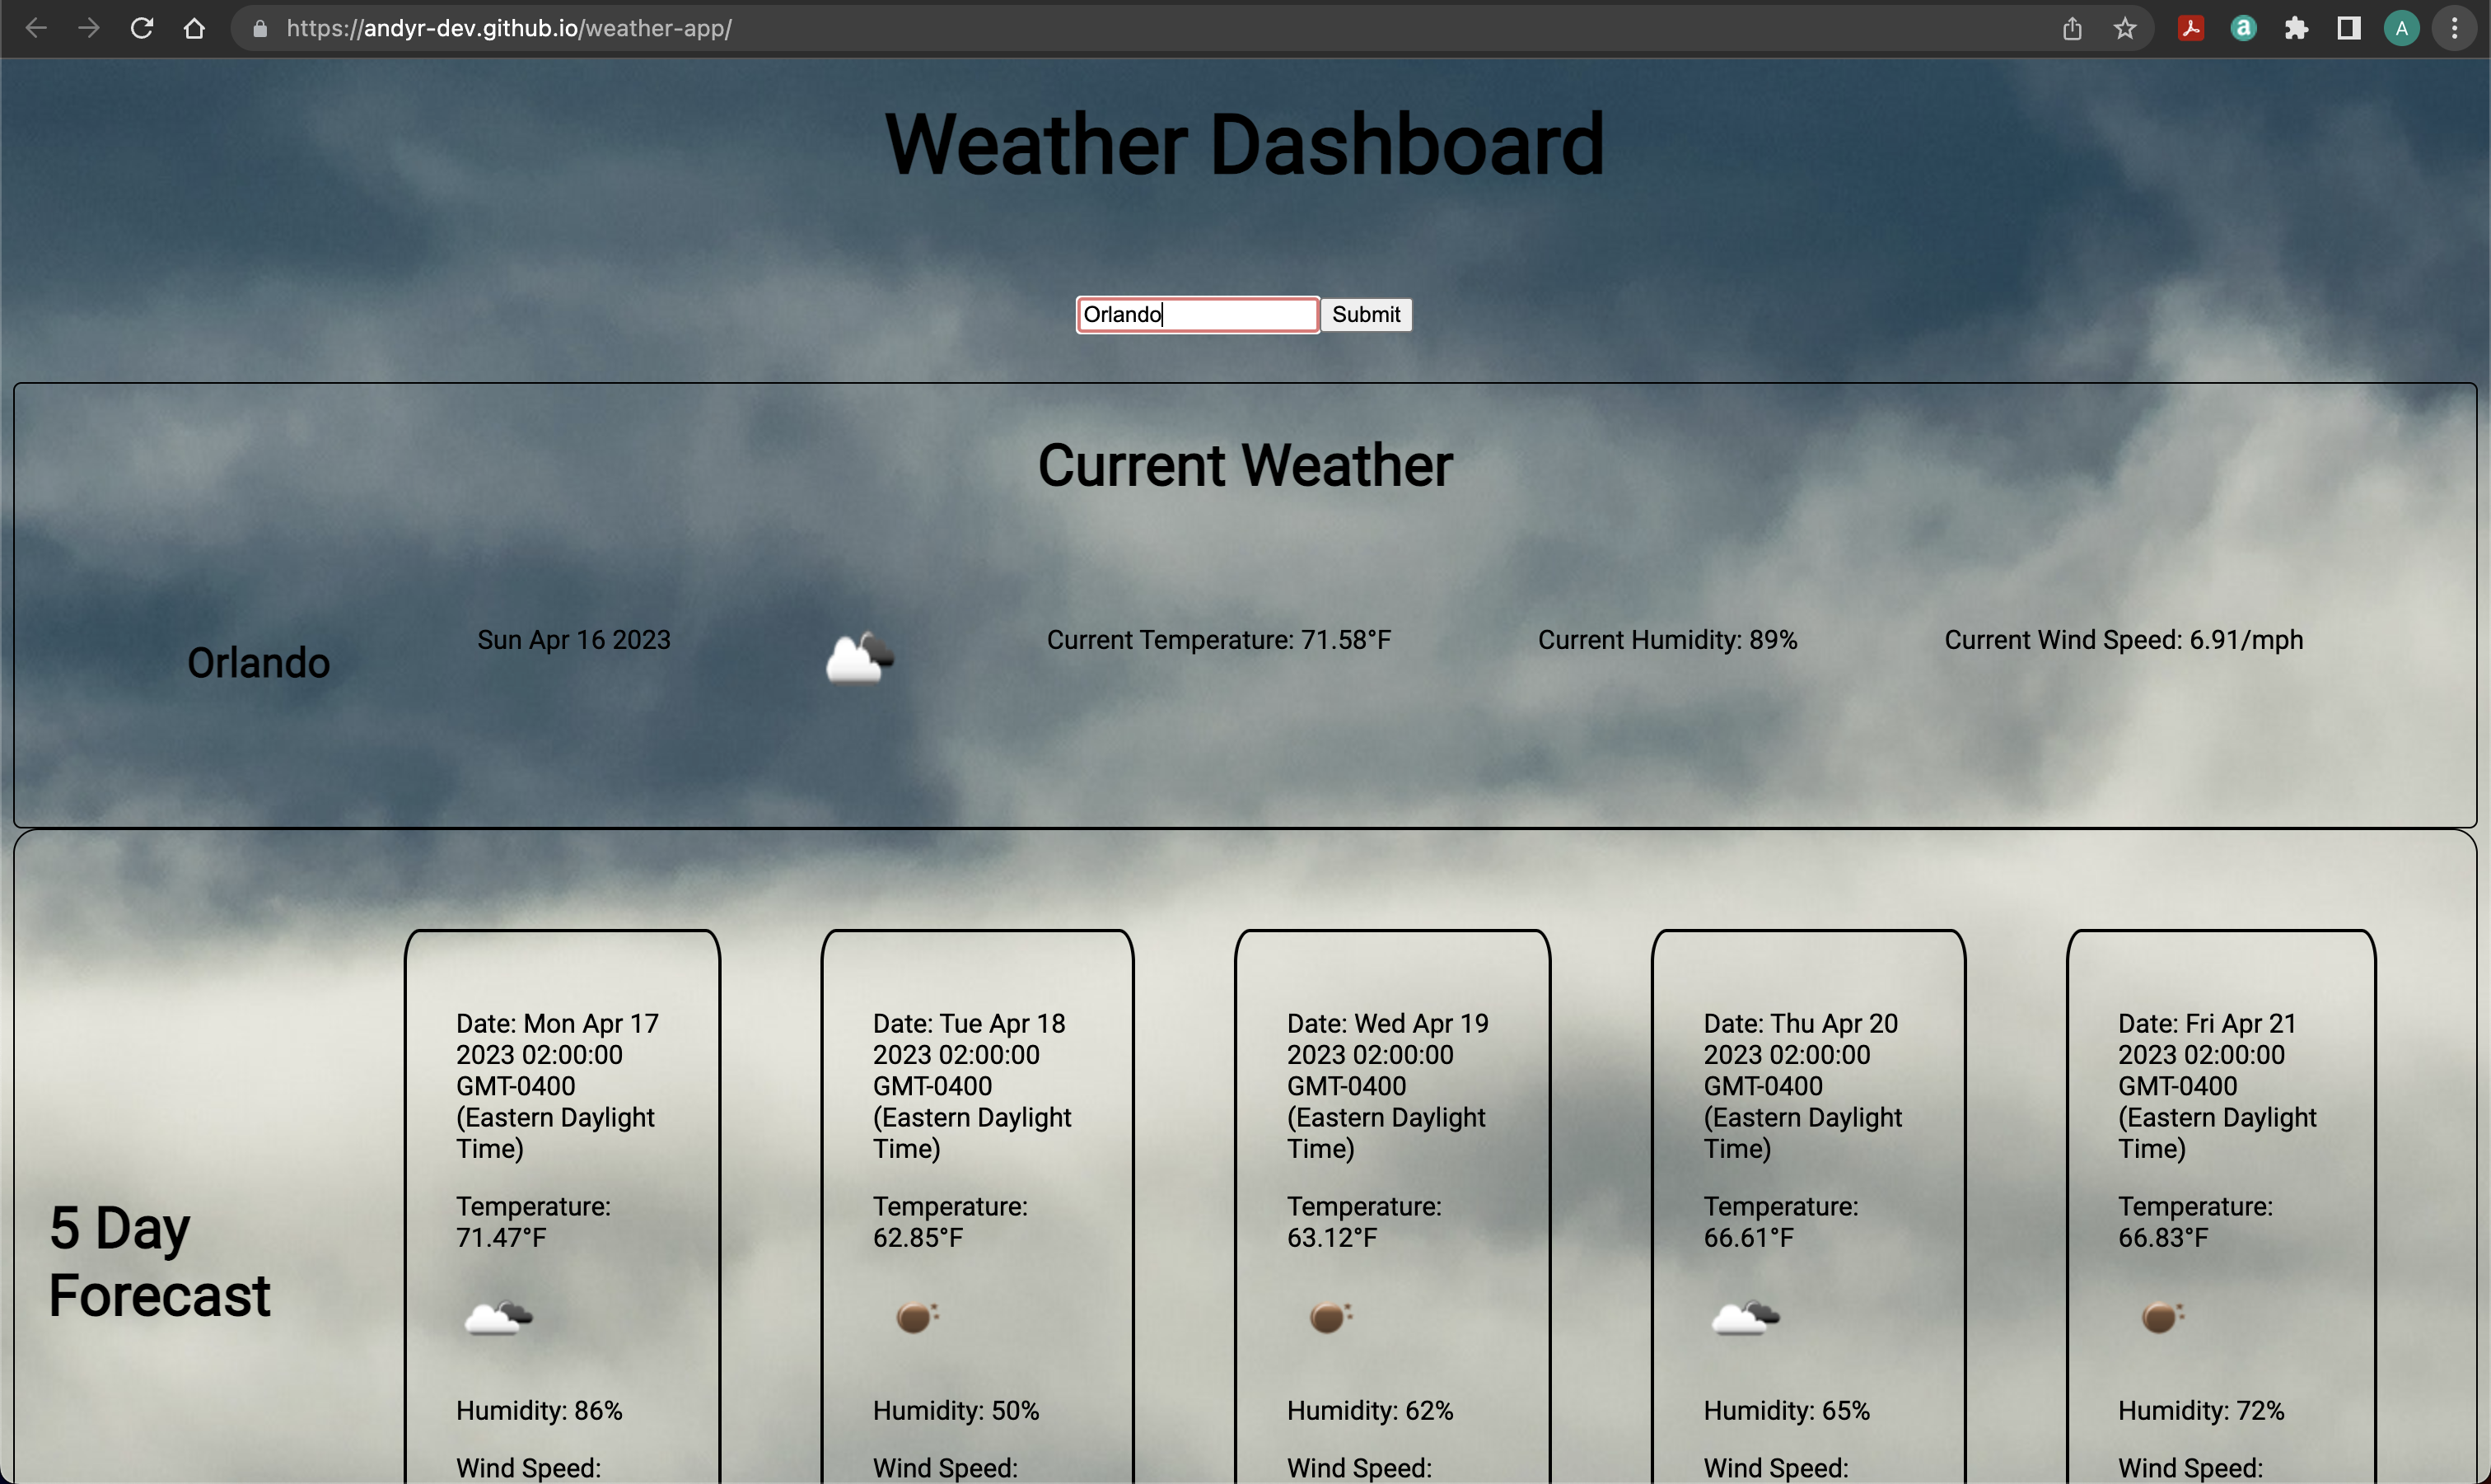 https://andyr-dev.github.io/weather-app/
A
Weather Dashboard
Orlando
Submit
Current Weather
Orlando
Sun Apr 16 2023
Current Temperature: 71.58°F
Current Humidity: 89%
Current Wind Speed: 6.91/mph
5 Day
Forecast
Date: Mon Apr 17
2023 02:00:00
GMT-0400
(Eastern Daylight
Time)
Temperature:
71.47°F
Humidity: 86%
Wind Speed:
Date: Tue Apr 18
2023 02:00:00
GMT-0400
(Eastern Daylight
Time)
Temperature:
62.85°F
Humidity: 50%
Wind Speed:
Date: Wed Apr 19
2023 02:00:00
GMT-0400
(Eastern Daylight
Time)
Temperature:
63.12°F
Humidity: 62%
Wind Speed:
Date: Thu Apr 20
2023 02:00:00
GMT-0400
(Eastern Daylight
Time)
Temperature:
66.61°F
Humidity: 65%
Wind Speed:
Date: Fri Apr 21
2023 02:00:00
GMT-0400
(Eastern Daylight
Time)
Temperature:
66.83°F
Humidity: 72%
Wind Speed: